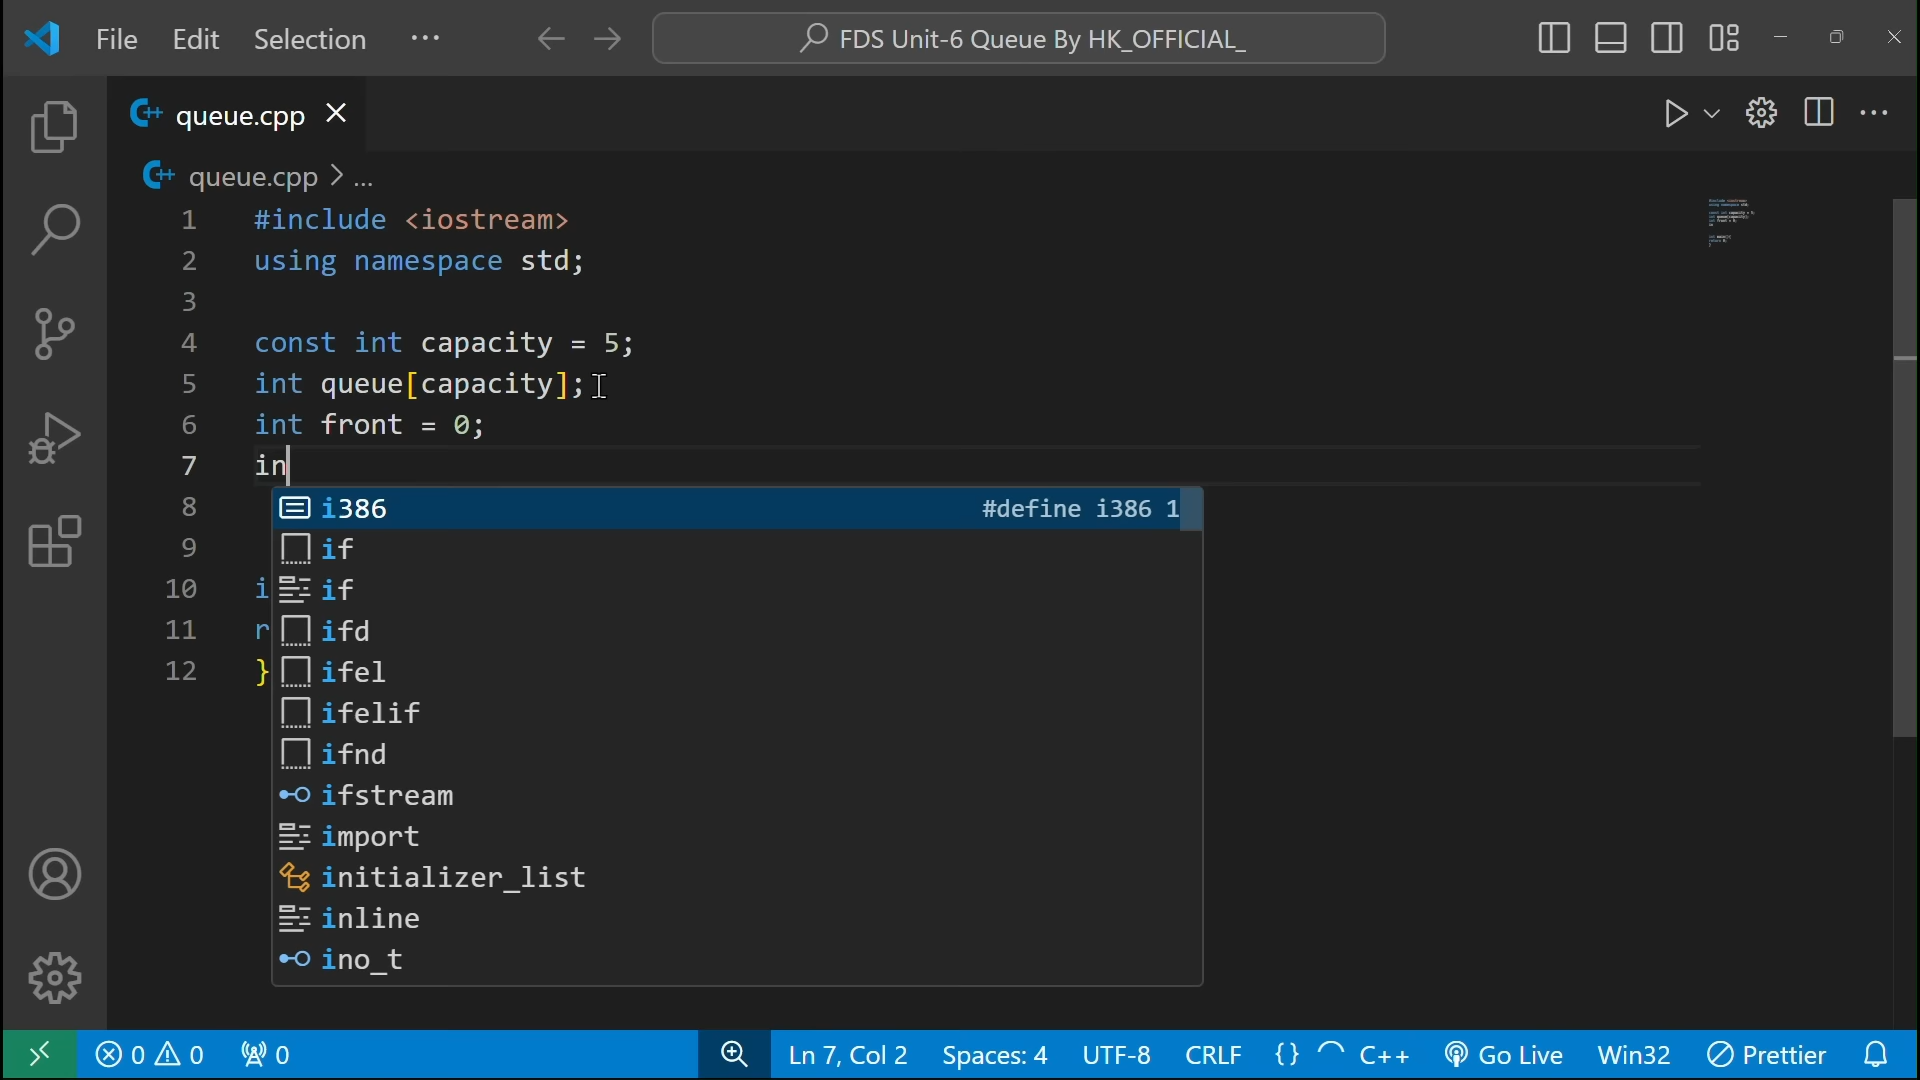 File Edit Selection ··· FDS Unit-6 Queue By HK_OFFICIAL_
queue.cpp
queue.cpp > ...
1 #include <iostream>
2 using namespace std;
3
4 const int capacity = 5;
5 int queue[capacity];
6 int front = 0;
7 in
8 i386 #define i386 1
9 if
10 i if
11 r ifd
12 } ifel
ifelif
ifnd
ifstream
import
initializer_list
inline
ino_t
0 0 0 Ln 7, Col 2 Spaces: 4 UTF-8 CRLF {} C++ Go Live Win32 Prettier